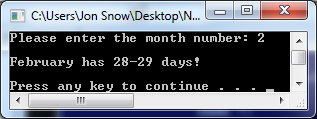 C:\Users\Jon Snow\Desktop\N...
Please enter the month number: 2
February has 28-29 days!
Press any key to continue . . . _